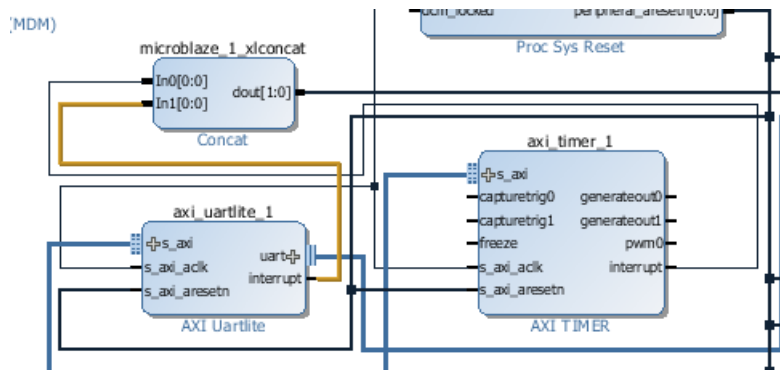 (MDM)
dcm_locked
peripheral_aresetn[0:0]
Proc Sys Reset
microblaze_1_xlconcat
In0[0:0]
In1[0:0]
dout[1:0]
Concat
axi_timer_1
s_axi
capturetrig0
capturetrig1
freeze
s_axi_aclk
s_axi_aresetn
generateout0
generateout1
pwm0
interrupt
AXI TIMER
axi_uartlite_1
s_axi
s_axi_aclk
s_axi_aresetn
uart
interrupt
AXI Uartlite